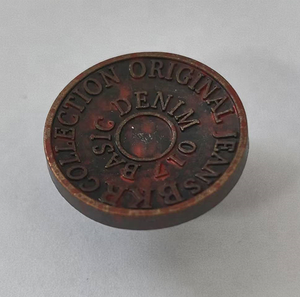 B.K.R. COLLECTION ORIGINAL JEANS
BASIC DENIM 017